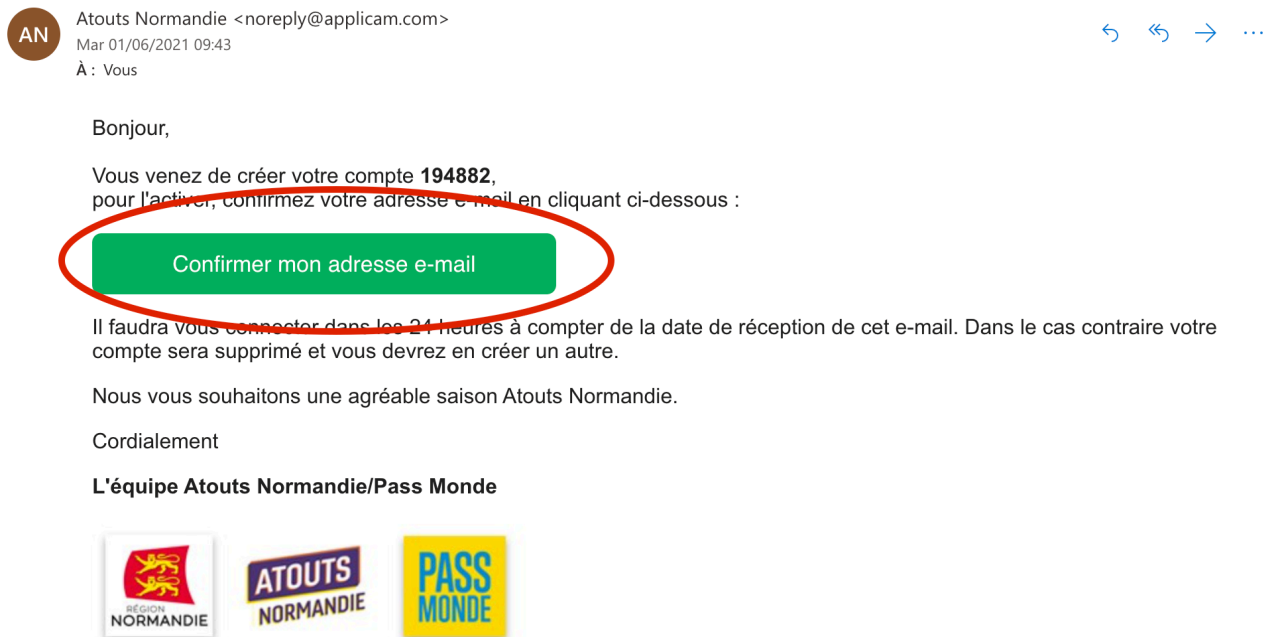 AN
Atouts Normandie <noreply@applicam.com>
Mar 01/06/2021 09:43
À : Vous
Bonjour,
Vous venez de créer votre compte 194882,
pour l'activer, confirmez votre adresse e-mail en cliquant ci-dessous :
Confirmer mon adresse e-mail
Il faudra vous connecter dans les 24 heures à compter de la date de réception de cet e-mail. Dans le cas contraire votre
compte sera supprimé et vous devrez en créer un autre.
Nous vous souhaitons une agréable saison Atouts Normandie.
Cordialement
L'équipe Atouts Normandie/Pass Monde
RÉGION
NORMANDIE
ATOUTS
NORMANDIE
PASS
MONDE